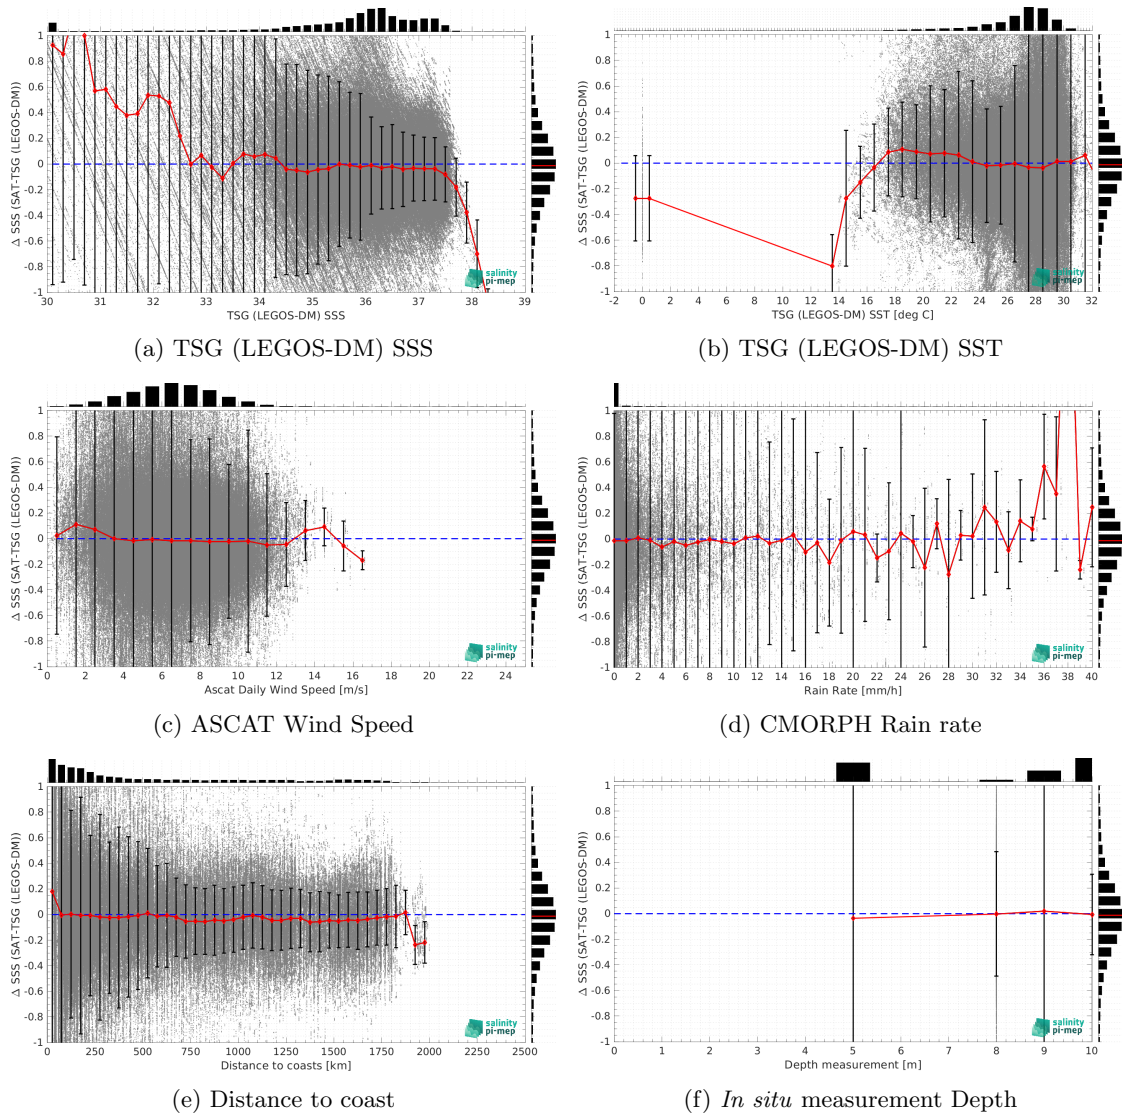 1
0.8
0.6
0.4
0.2
0
-0.2
-0.4
-0.6
-0.8
-1
Δ SSS (SAT-TSG (LEGOS-DM))
30 31 32 33 34 35 36 37 38 39
TSG (LEGOS-DM) SSS
salinity
pi-mep
(a) TSG (LEGOS-DM) SSS
1
0.8
0.6
0.4
0.2
0
-0.2
-0.4
-0.6
-0.8
-1
Δ SSS (SAT-TSG (LEGOS-DM))
-2 0 2 4 6 8 10 12 14 16 18 20 22 24 26 28 30 32
TSG (LEGOS-DM) SST [deg C]
salinity
pi-mep
(b) TSG (LEGOS-DM) SST
1
0.8
0.6
0.4
0.2
0
-0.2
-0.4
-0.6
-0.8
-1
Δ SSS (SAT-TSG (LEGOS-DM))
0 2 4 6 8 10 12 14 16 18 20 22 24
Ascat Daily Wind Speed [m/s]
salinity
pi-mep
(c) ASCAT Wind Speed
1
0.8
0.6
0.4
0.2
0
-0.2
-0.4
-0.6
-0.8
-1
Δ SSS (SAT-TSG (LEGOS-DM))
0 2 4 6 8 10 12 14 16 18 20 22 24 26 28 30 32 34 36 38 40
Rain Rate [mm/h]
salinity
pi-mep
(d) CMORPH Rain rate
1
0.8
0.6
0.4
0.2
0
-0.2
-0.4
-0.6
-0.8
-1
Δ SSS (SAT-TSG (LEGOS-DM))
0 250 500 750 1000 1250 1500 1750 2000 2250 2500
Distance to coasts [km]
salinity
pi-mep
(e) Distance to coast
1
0.8
0.6
0.4
0.2
0
-0.2
-0.4
-0.6
-0.8
-1
Δ SSS (SAT-TSG (LEGOS-DM))
0 1 2 3 4 5 6 7 8 9 10
Depth measurement [m]
salinity
pi-mep
(f) In situ measurement Depth